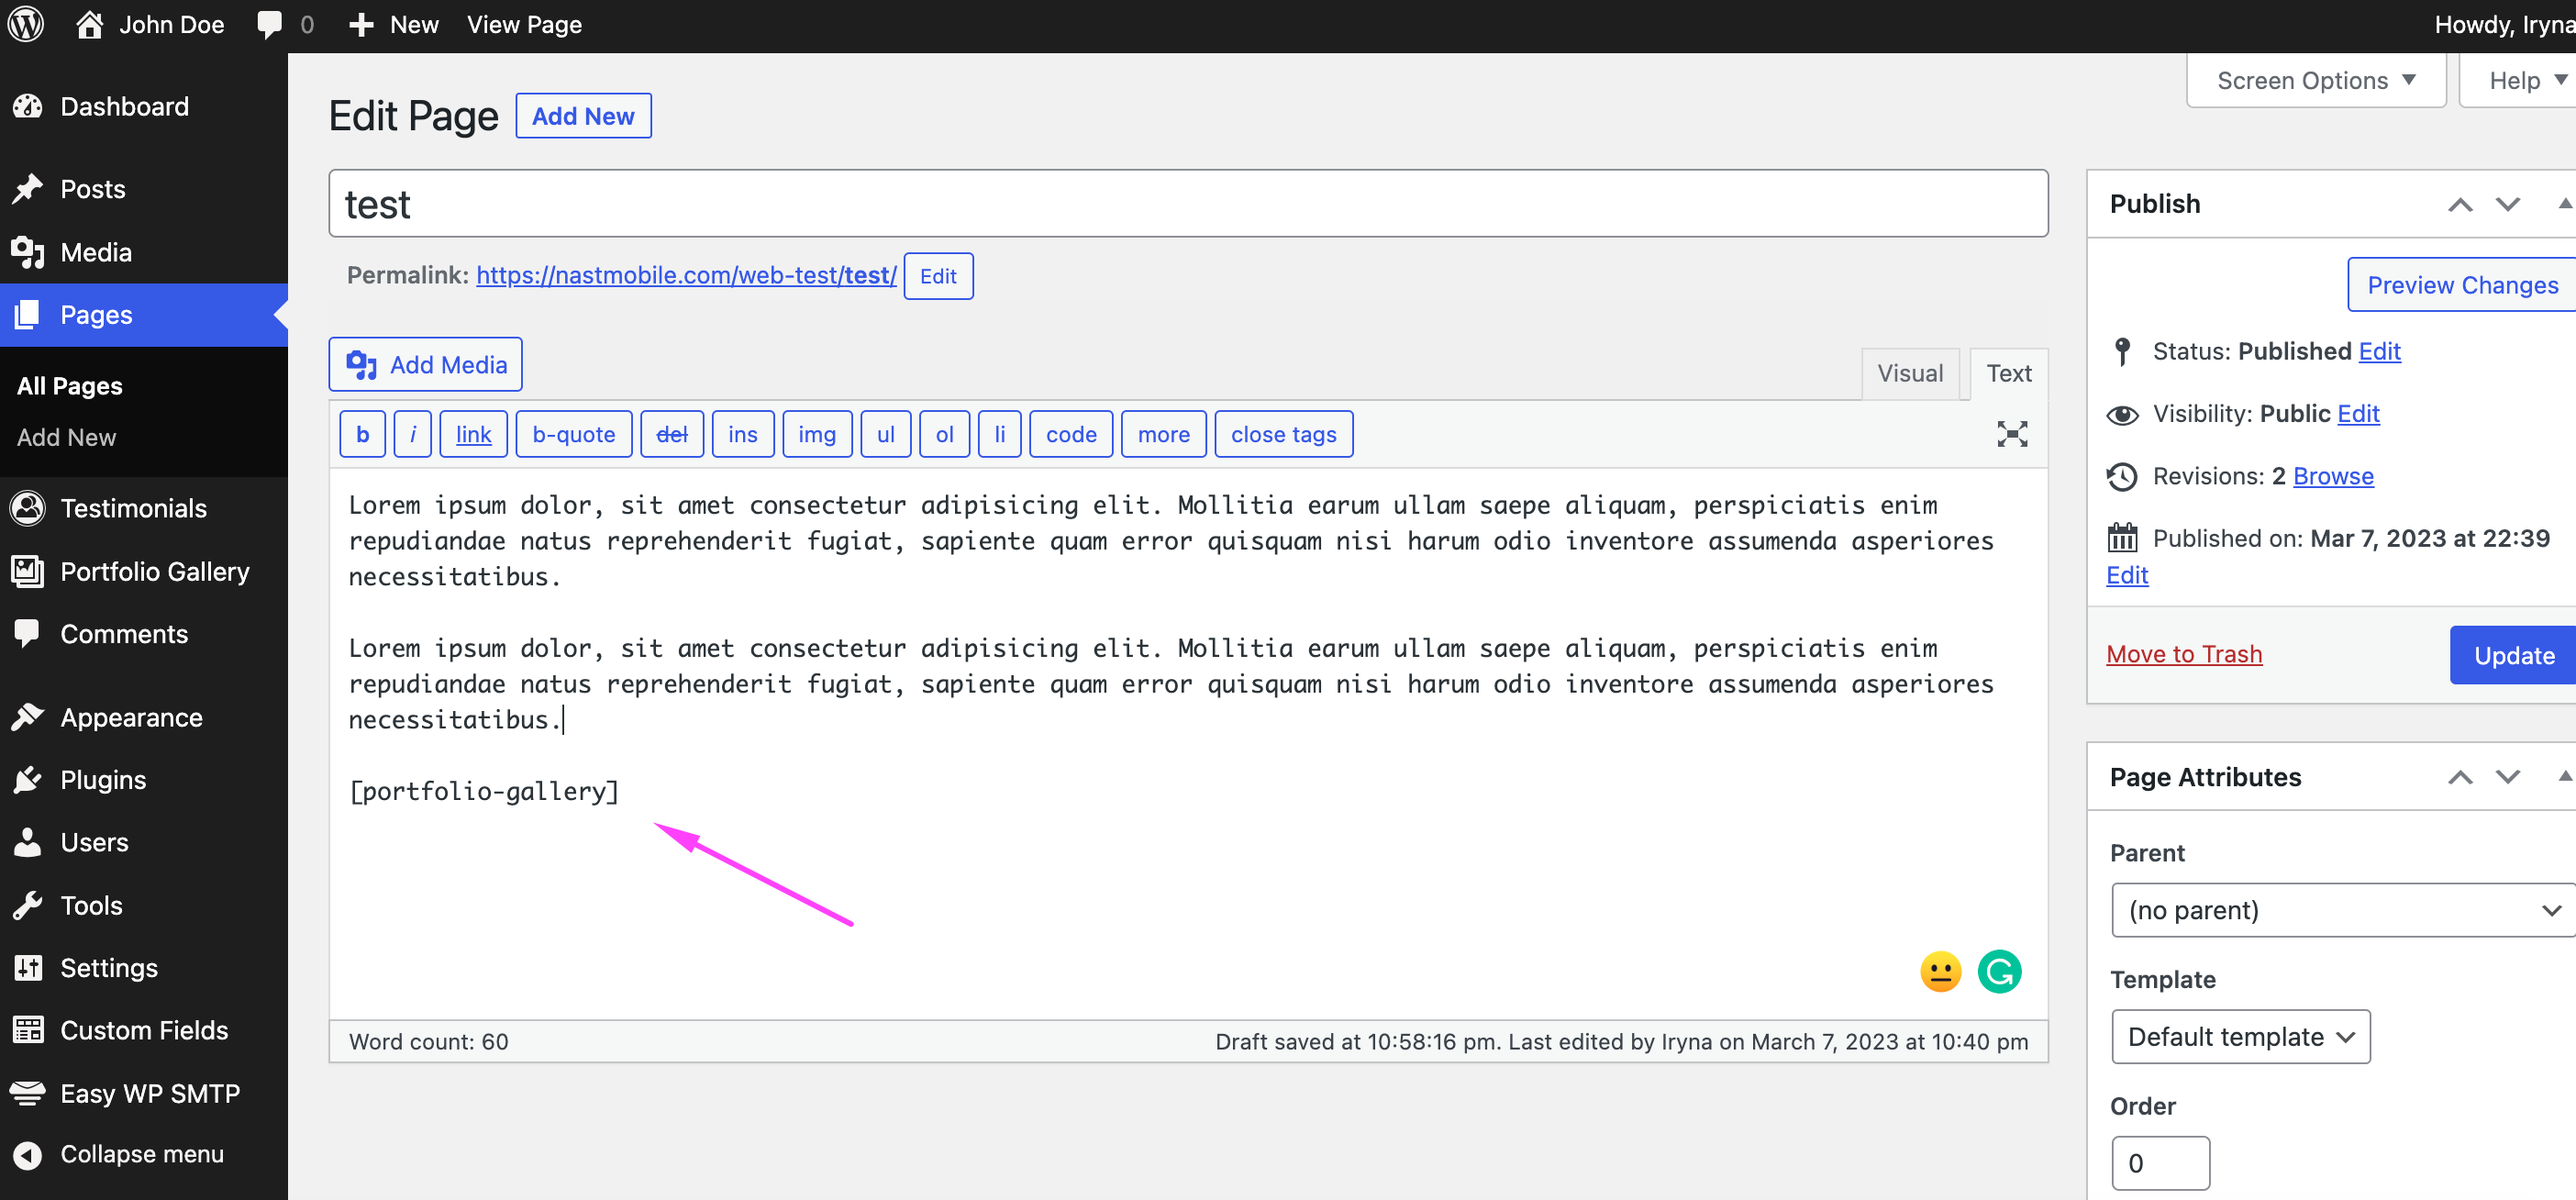 John Doe 0 New View Page Howdy, Iryna
Screen Options Help
Dashboard
Posts
Media
Pages
All Pages
Add New
Testimonials
Portfolio Gallery
Comments
Appearance
Plugins
Users
Tools
Settings
Custom Fields
Easy WP SMTP
Collapse menu
Edit Page Add New
test
Permalink: https://nastmobile.com/web-test/test/ Edit
Add Media
Visual Text
b i link b-quote del ins img ul ol li code more close tags
Lorem ipsum dolor, sit amet consectetur adipisicing elit. Mollitia earum ullam saepe aliquam, perspiciatis enim
repudiandae natus reprehenderit fugiat, sapiente quam error quisquam nisi harum odio inventore assumenda asperiores
necessitatibus.
Lorem ipsum dolor, sit amet consectetur adipisicing elit. Mollitia earum ullam saepe aliquam, perspiciatis enim
repudiandae natus reprehenderit fugiat, sapiente quam error quisquam nisi harum odio inventore assumenda asperiores
necessitatibus.
[portfolio-gallery]
Word count: 60 Draft saved at 10:58:16 pm. Last edited by Iryna on March 7, 2023 at 10:40 pm
Publish
Preview Changes
Status: Published Edit
Visibility: Public Edit
Revisions: 2 Browse
Published on: Mar 7, 2023 at 22:39
Edit
Move to Trash Update
Page Attributes
Parent
(no parent)
Template
Default template
Order
0